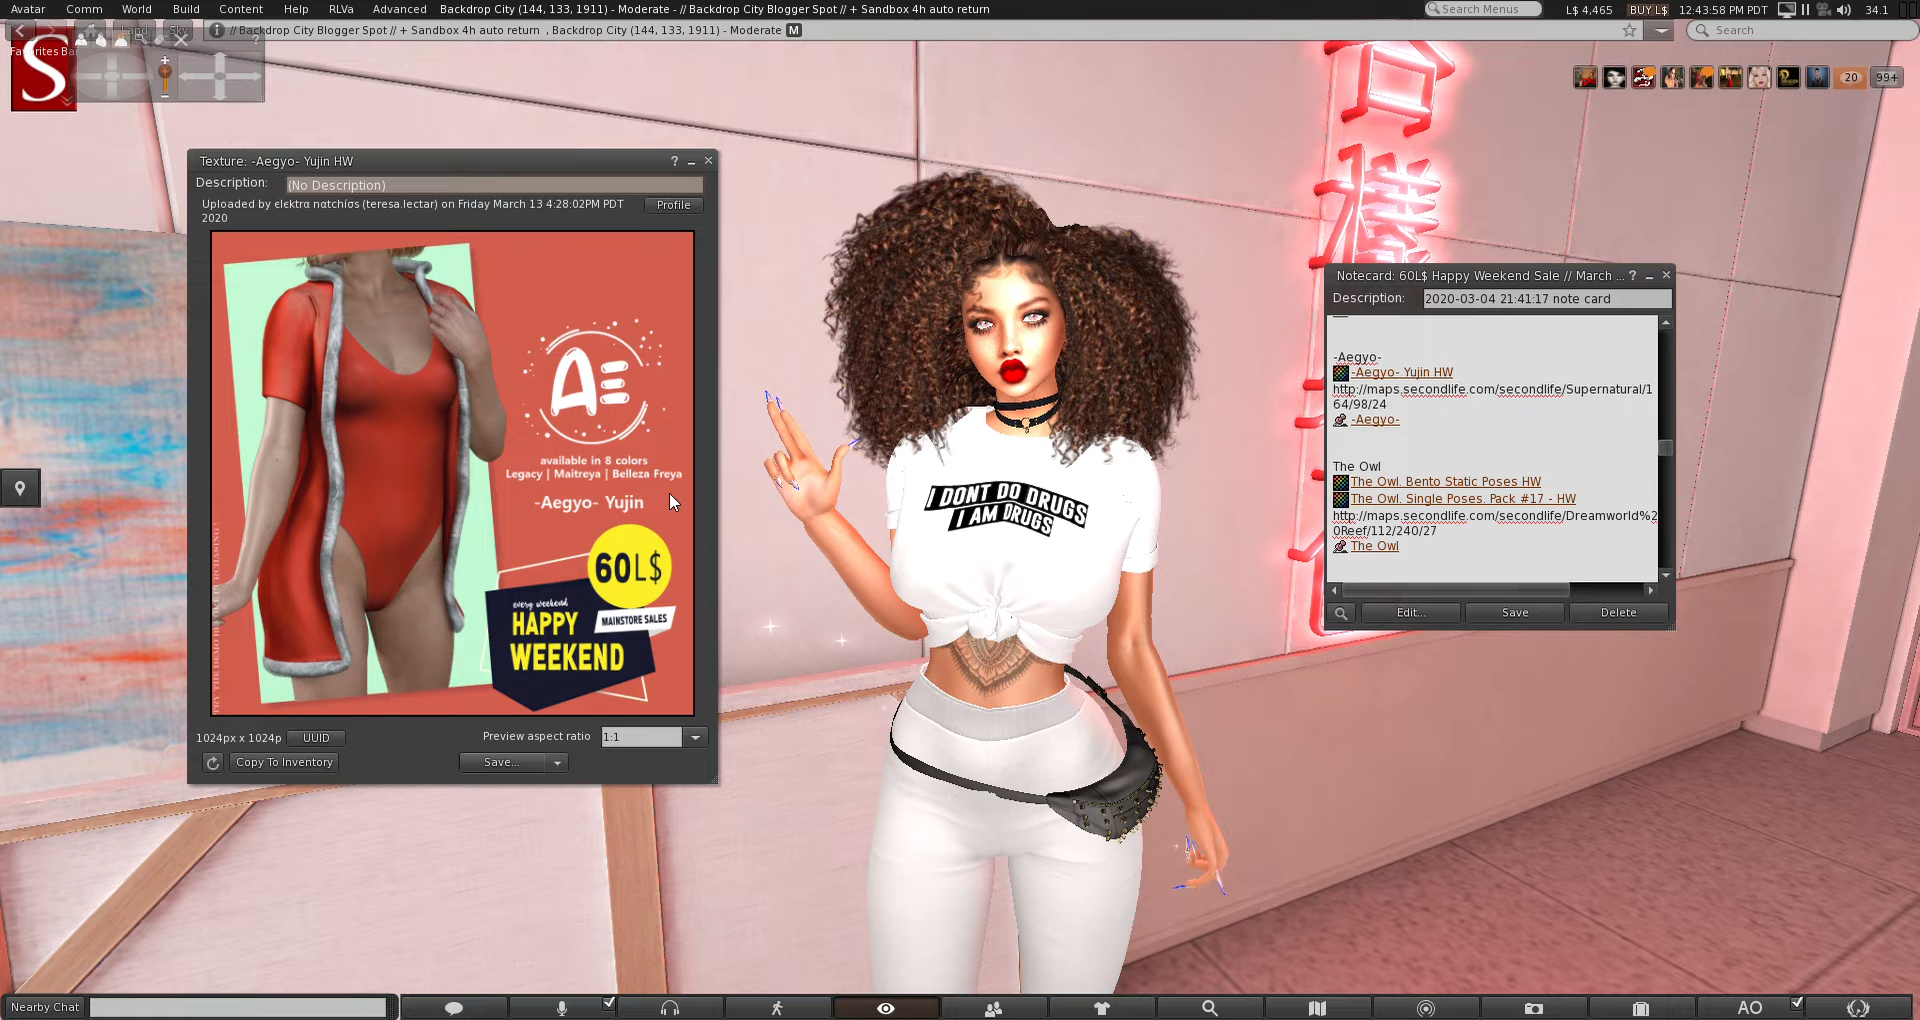 Avatar Comm World Build Content Help RLVa Advanced Backdrop City (144, 133, 1911) - Moderate - // Backdrop City Blogger Spot // + Sandbox 4h auto return
Search Menus L$ 4,465 BUY L$ 12:43:58 PM PDT 34.1
Land Sky // Backdrop City Blogger Spot // + Sandbox 4h auto return , Backdrop City (144, 133, 1911) - Moderate M
Search
Favorites Ba
S
20 99+
Texture: -Aegyo- Yujin HW ?
Description: (No Description)
Uploaded by єlєktrα nαtchíσs (teresa.lectar) on Friday March 13 4:28:02PM PDT
2020
Profile
AE
available in 8 colors
Legacy | Maitreya | Belleza Freya
-Aegyo- Yujin
60L$
every weekend
HAPPY
MAINSTORE SALES
WEEKEND
1024px x 1024p UUID
Preview aspect ratio 1:1
Copy To Inventory
Save...
I DONT DO DRUGS
I AM DRUGS
Notecard: 60L$ Happy Weekend Sale // March ... ?
Description: 2020-03-04 21:41:17 note card
-Aegyo-
-Aegyo- Yujin HW
http://maps.secondlife.com/secondlife/Supernatural/1
64/98/24
-Aegyo-
The Owl
The Owl. Bento Static Poses HW
The Owl. Single Poses. Pack #17 - HW
http://maps.secondlife.com/secondlife/Dreamworld%2
0Reef/112/240/27
The Owl
Edit... Save Delete
Nearby Chat
AO